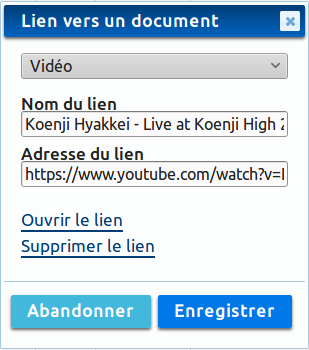 Lien vers un document
Vidéo
Nom du lien
Koenji Hyakkei - Live at Koenji High
Adresse du lien
https://www.youtube.com/watch?v=
Ouvrir le lien
Supprimer le lien
Abandonner Enregistrer